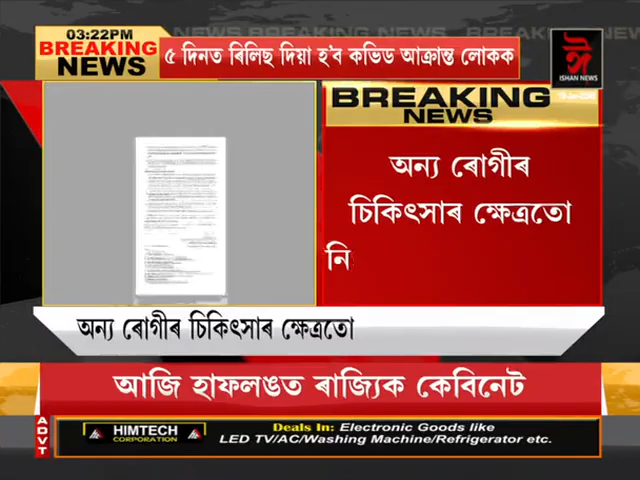 03:22PM
BREAKING
NEWS
৫ দিনত ৰিলিছ দিয়া হ'ব কভিড আক্ৰান্ত লোকক
ঈ
ISHAN NEWS
BREAKING
NEWS
অন্য ৰোগীৰ
চিকিৎসাৰ ক্ষেত্ৰতো
নি
অন্য ৰোগীৰ চিকিৎসাৰ ক্ষেত্ৰতো
আজি হাফলঙত ৰাজ্যিক কেবিনেট
ADVT
HIMTECH
CORPORATION
Deals In: Electronic Goods like
LED TV/AC/Washing Machine/Refrigerator etc.